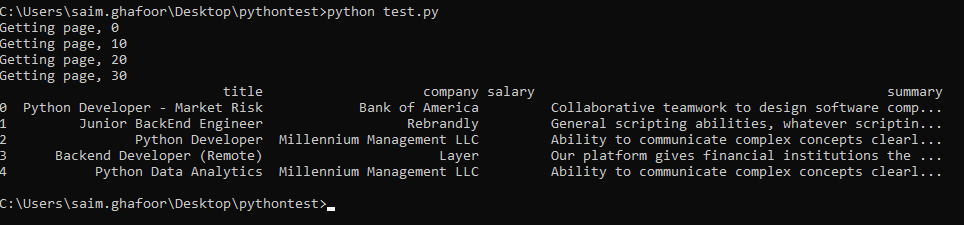 C:\Users\saim.ghafoor\Desktop\pythontest>python test.py
Getting page, 0
Getting page, 10
Getting page, 20
Getting page, 30
title company salary summary
0 Python Developer - Market Risk Bank of America Collaborative teamwork to design software comp...
1 Junior BackEnd Engineer Rebrandly General scripting abilities, whatever scriptin...
2 Python Developer Millennium Management LLC Ability to communicate complex concepts clearl...
3 Backend Developer (Remote) Layer Our platform gives financial institutions the ...
4 Python Data Analytics Millennium Management LLC Ability to communicate complex concepts clearl...
C:\Users\saim.ghafoor\Desktop\pythontest>